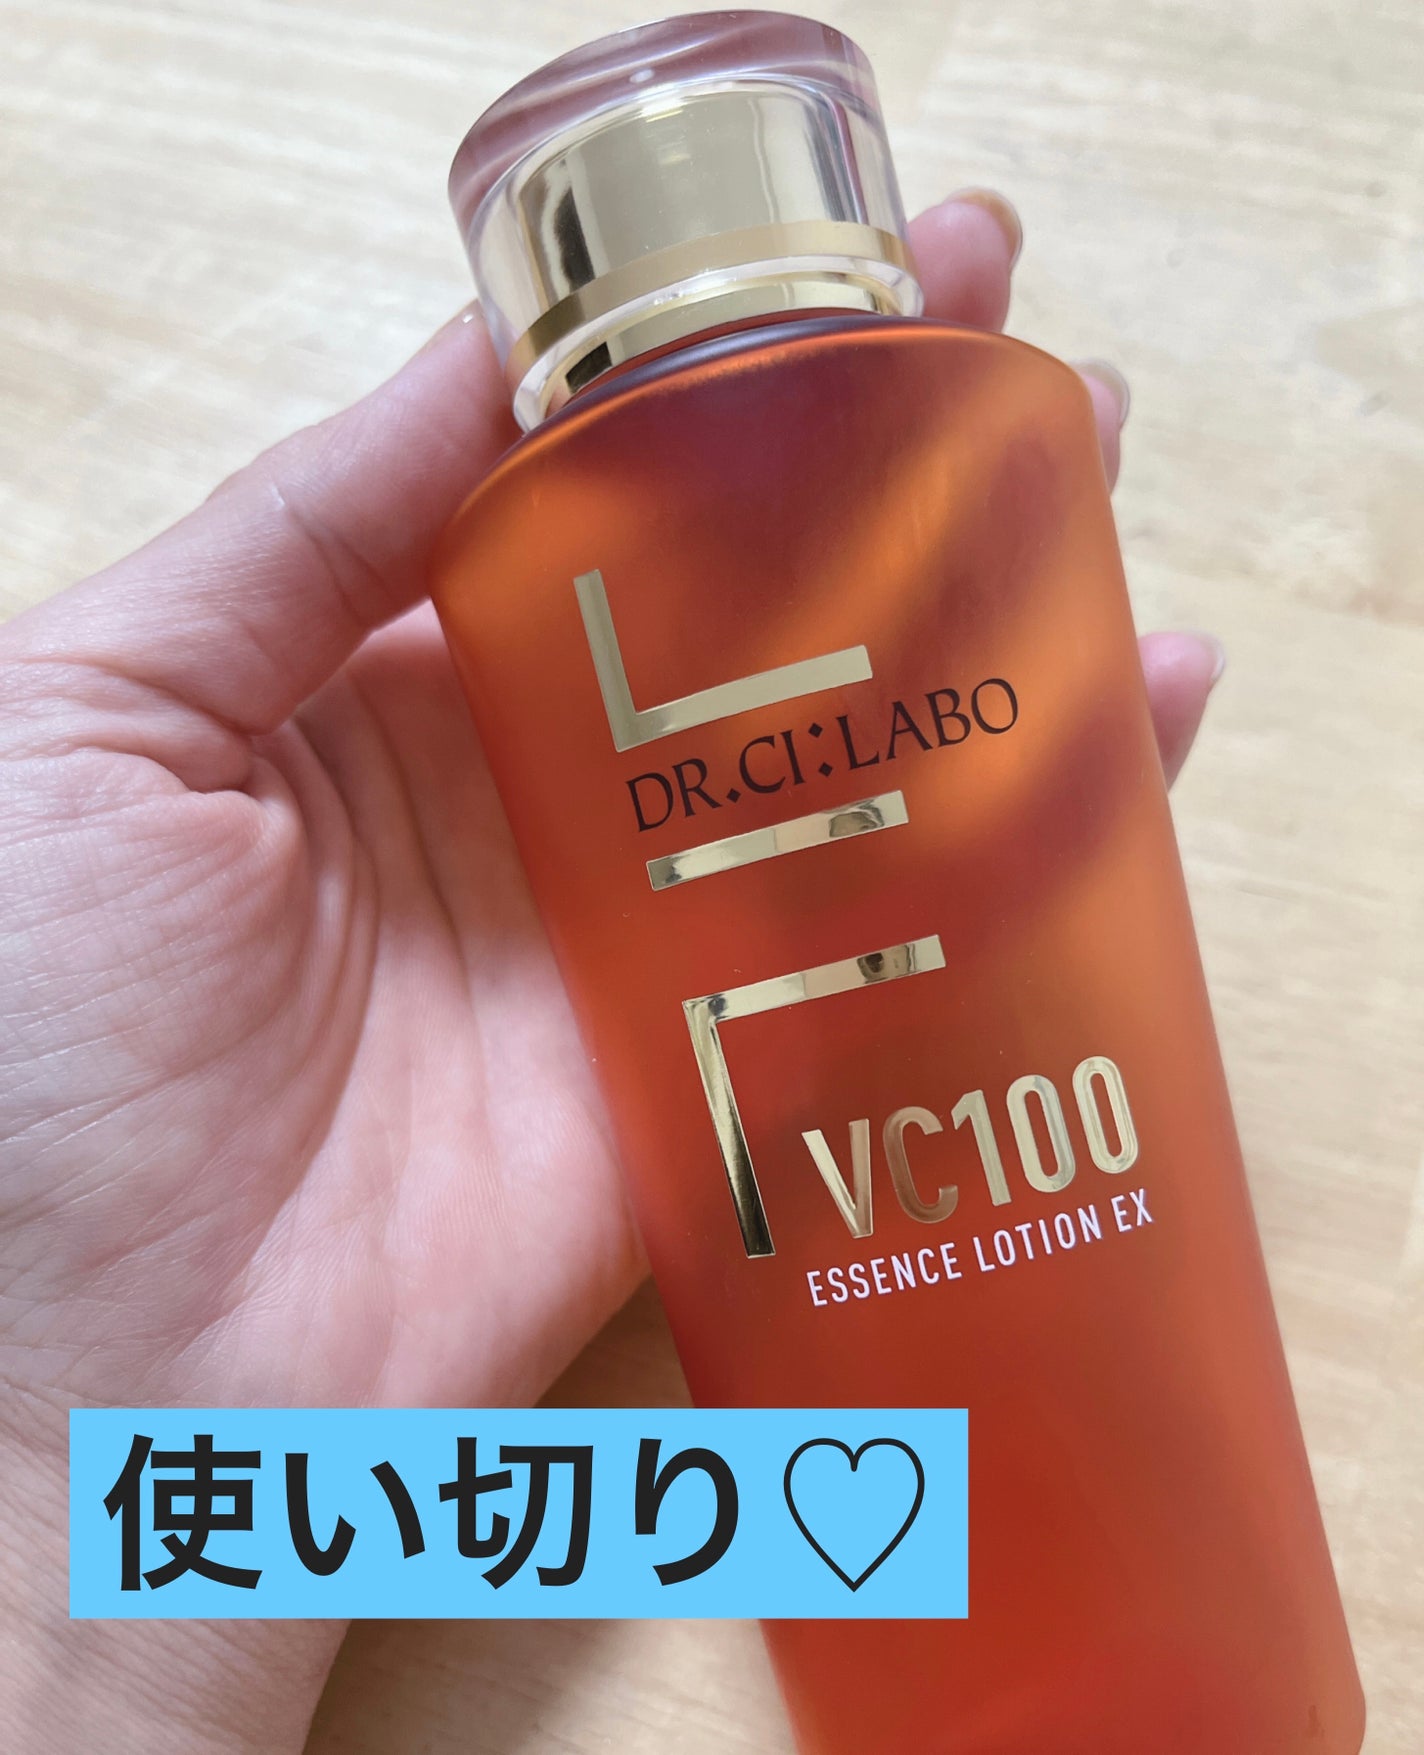 DR.CI:LABO
VC100
ESSENCE LOTION EX
使い切り♡